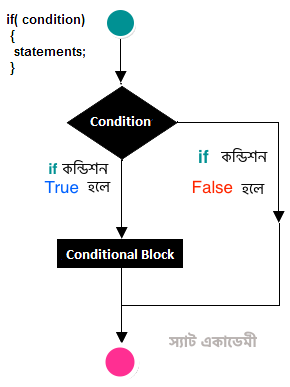 if( condition)
{
statements;
}
Condition
if কন্ডিশন
True হলে
if কন্ডিশন
False হলে
Conditional Block
স্যাট একাডেমী